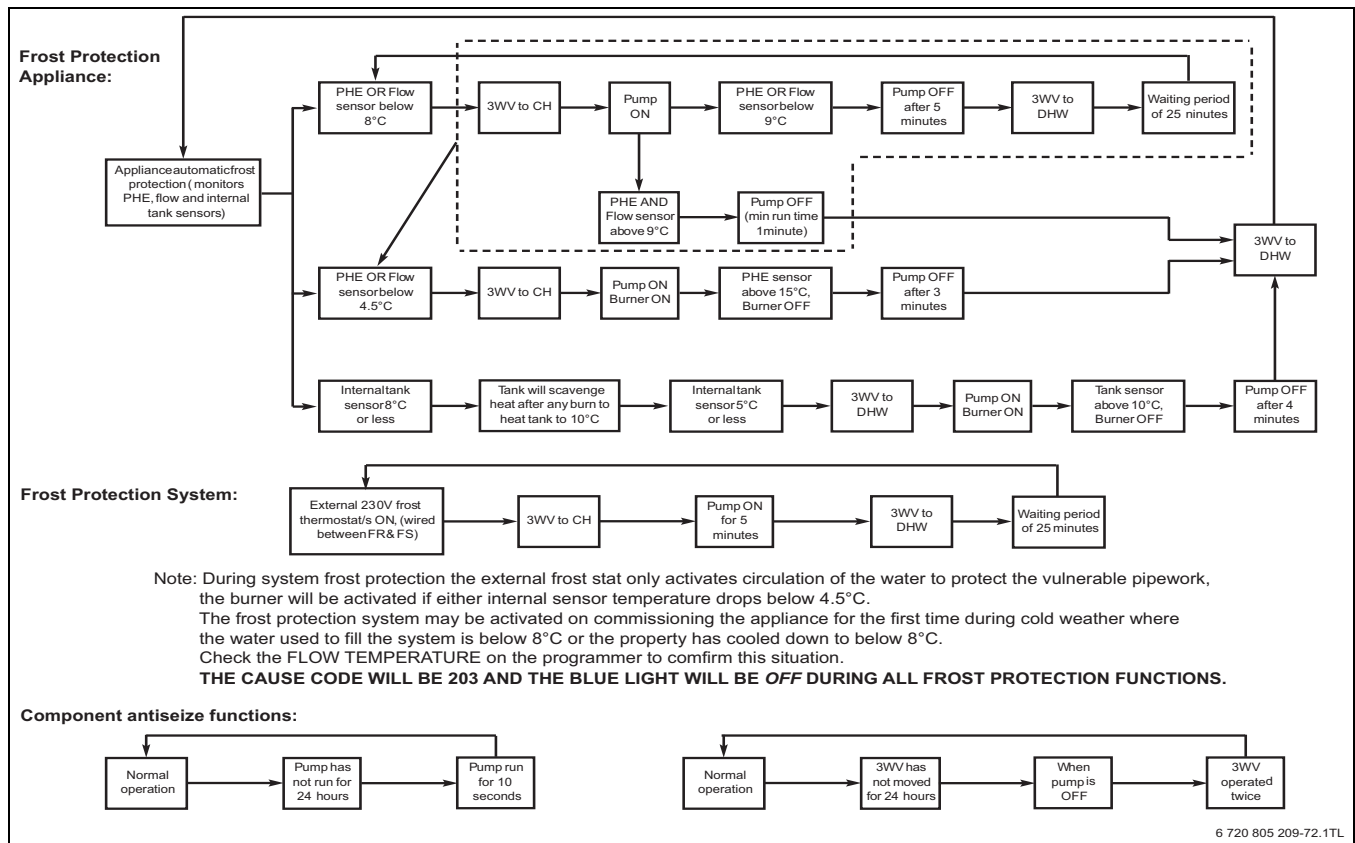 Frost Protection
Appliance:
PHE OR Flow
sensor below
8°C
3WV to CH
Pump
ON
PHE OR Flow
sensorbelow
9°C
Pump OFF
after 5
minutes
3WV to
DHW
Waiting period
of 25 ninutes
Applianceautomaticfrost
protection( monitors
PHE, flow and internal
tank sensors)
PHE AND
Flow sensor
above 9°C
Pump OFF
(min run time
1minute)
3WV to
DHW
PHE OR Flow
sensorbelow
4.5°C
3WV to CH
Pump ON
Burner ON
PHE sensor
above 15°C,
Burner OFF
Pump OFF
after 3
minutes
Internaltank
sensor8°C
or less
Tank will scavenge
heat after anyburn to
heat tank to 10°C
Internaltank
sensor5°C
or less
3WV to
DHW
Pump ON
Burner ON
Tank sensor
above 10°C,
Burner OFF
Pump OFF
after 4
minutes
Frost Protection System:
External 230V frost
thermostat/s ON, (wired
between FR& FS)
3WV to CH
Pump ON
for 5
minutes
3WV to
DHW
Waiting period
of 25 minutes
Note: During system frost protection the external frost stat only activates circulation of the water to protect the vulnerable pipework,
the burner will be activated if either internal sensor temperature drops below 4.5°C.
The frost protection system may be activated on commissioning the appliance for the first time during cold weather where
the water used to fill the system is below 8°C or the property has cooled down to below 8°C.
Check the FLOW TEMPERATURE on the programmer to comfirm this situation.
THE CAUSE CODE WILL BE 203 AND THE BLUE LIGHT WILL BE OFF DURING ALL FROST PROTECTION FUNCTIONS.
Component antiseize functions:
Normal
operation
Pump has
not run for
24 hours
Pump run
for 10
seconds
Normal
operation
3WV has
not moved
for 24 hours
When
pump is
OFF
3WV
operated
twice
6 720 805 209-72.1TL